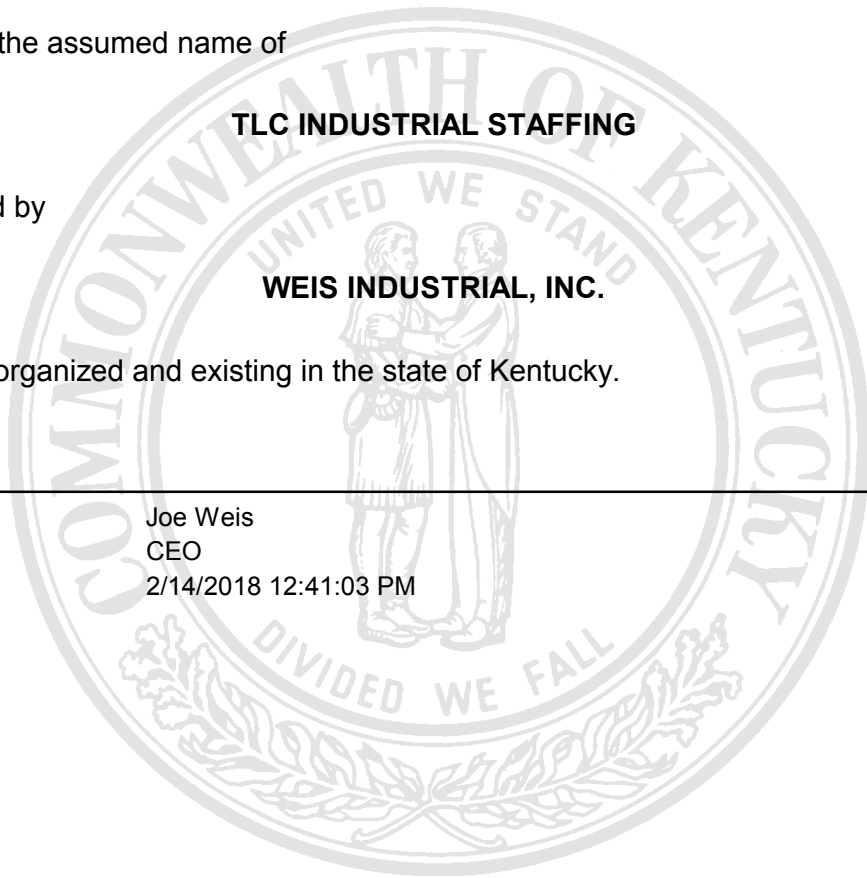 the assumed name of
TLC INDUSTRIAL STAFFING
d by
WEIS INDUSTRIAL, INC.
organized and existing in the state of Kentucky.
Joe Weis
CEO
2/14/2018 12:41:03 PM
COMMONWEALTH OF KENTUCKY
UNITED WE STAND
DIVIDED WE FALL